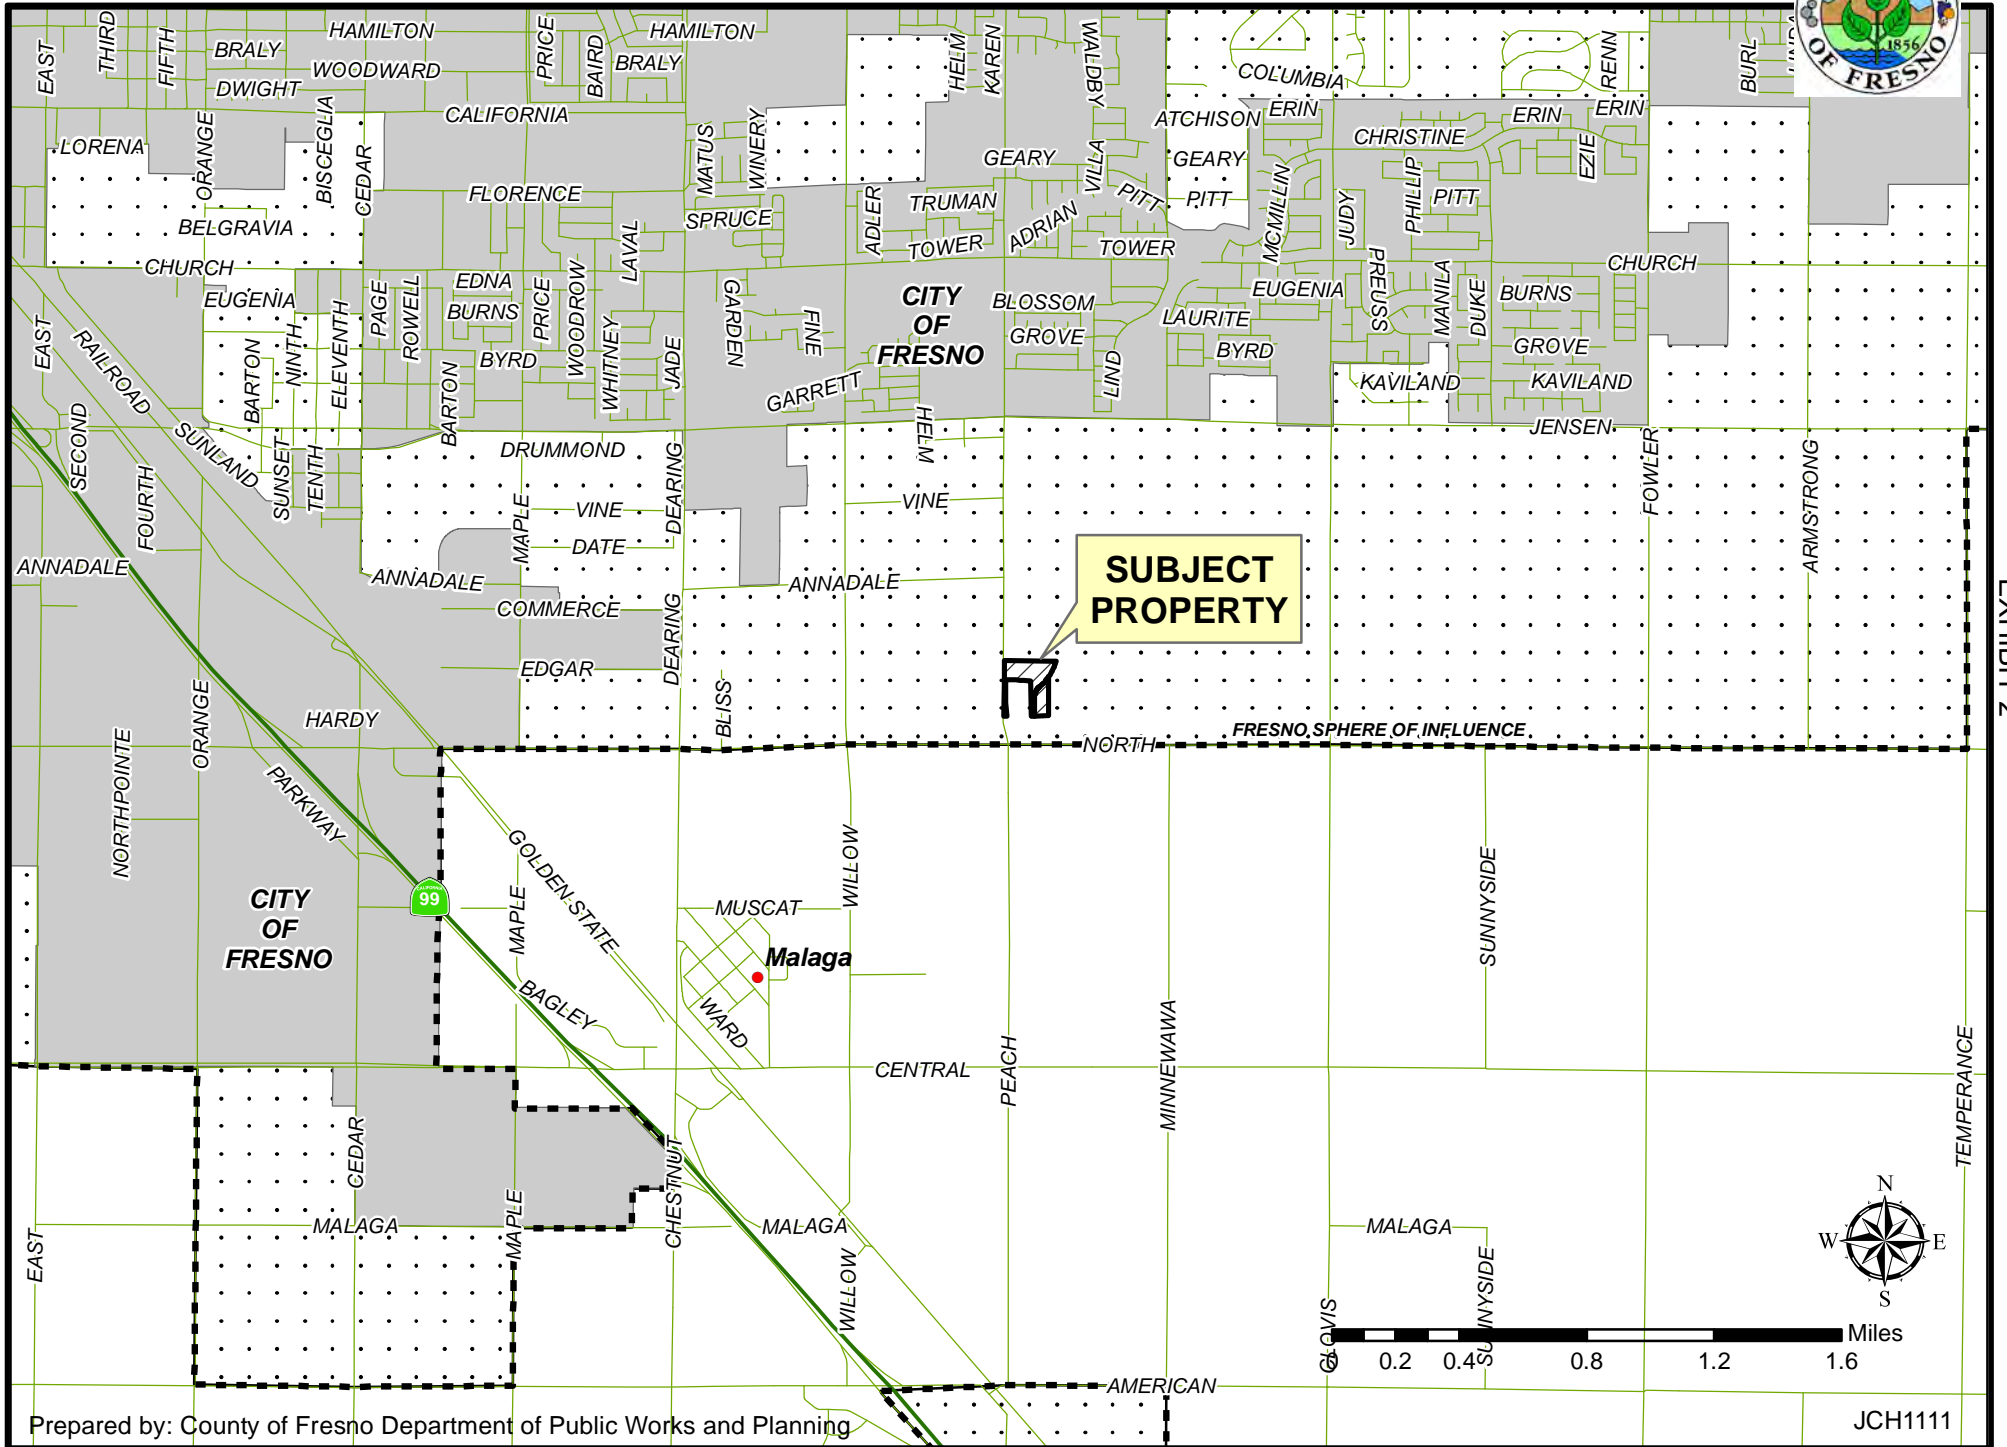 EAST
THIRD
FIFTH
BRALY
HAMILTON
PRICE
BAIRD
HAMILTON
BRALY
HELM
KAREN
WALDBY
COLUMBIA
RENN
BURL
1856
OF FRESNO
WOODWARD
DWIGHT
CALIFORNIA
ATCHISON
ERIN
ERIN
ERIN
LORENA
ORANGE
BISCEGLIA
CEDAR
MATUS
WINERY
GEARY
VILLA
GEARY
CHRISTINE
EZIE
FLORENCE
TRUMAN
PITT
PITT
MCMILLIN
JUDY
PHILLIP
PITT
BELGRAVIA
LAVAL
SPRUCE
ADLER
TOWER
ADRIAN
TOWER
CHURCH
CHURCH
EUGENIA
PAGE
ROWELL
EDNA
BURNS
PRICE
WOODROW
GARDEN
FINE
CITY
OF
FRESNO
BLOSSOM
GROVE
EUGENIA
PREUSS
MANILA
DUKE
BURNS
LAURITE
BYRD
GROVE
EAST
RAILROAD
BARTON
NINTH
ELEVENTH
BYRD
WHITNEY
JADE
GARRETT
LIND
KAVILAND
KAVILAND
BARTON
SECOND
SUNLAND
SUNSET
TENTH
DRUMMOND
DEARING
HELM
JENSEN
FOWLER
ARMSTRONG
FOURTH
MAPLE
VINE
DATE
VINE
ANNADALE
ANNADALE
COMMERCE
ANNADALE
SUBJECT
PROPERTY
DEARING
EDGAR
BLISS
ORANGE
HARDY
FRESNO SPHERE OF INFLUENCE
NORTH
NORTHPOINTE
PARKWAY
GOLDEN STATE
WILLOW
SUNNYSIDE
CALIFORNIA
99
MAPLE
MUSCAT
CITY
OF
FRESNO
Malaga
BAGLEY
WARD
CENTRAL
PEACH
MINNEWAWA
TEMPERANCE
CEDAR
CHESTNUT
MAPLE
MALAGA
MALAGA
MALAGA
EAST
WILLOW
CLOVIS
SUNNYSIDE
N
W
E
S
Miles
0 0.2 0.4 0.8 1.2 1.6
AMERICAN
Prepared by: County of Fresno Department of Public Works and Planning
JCH1111